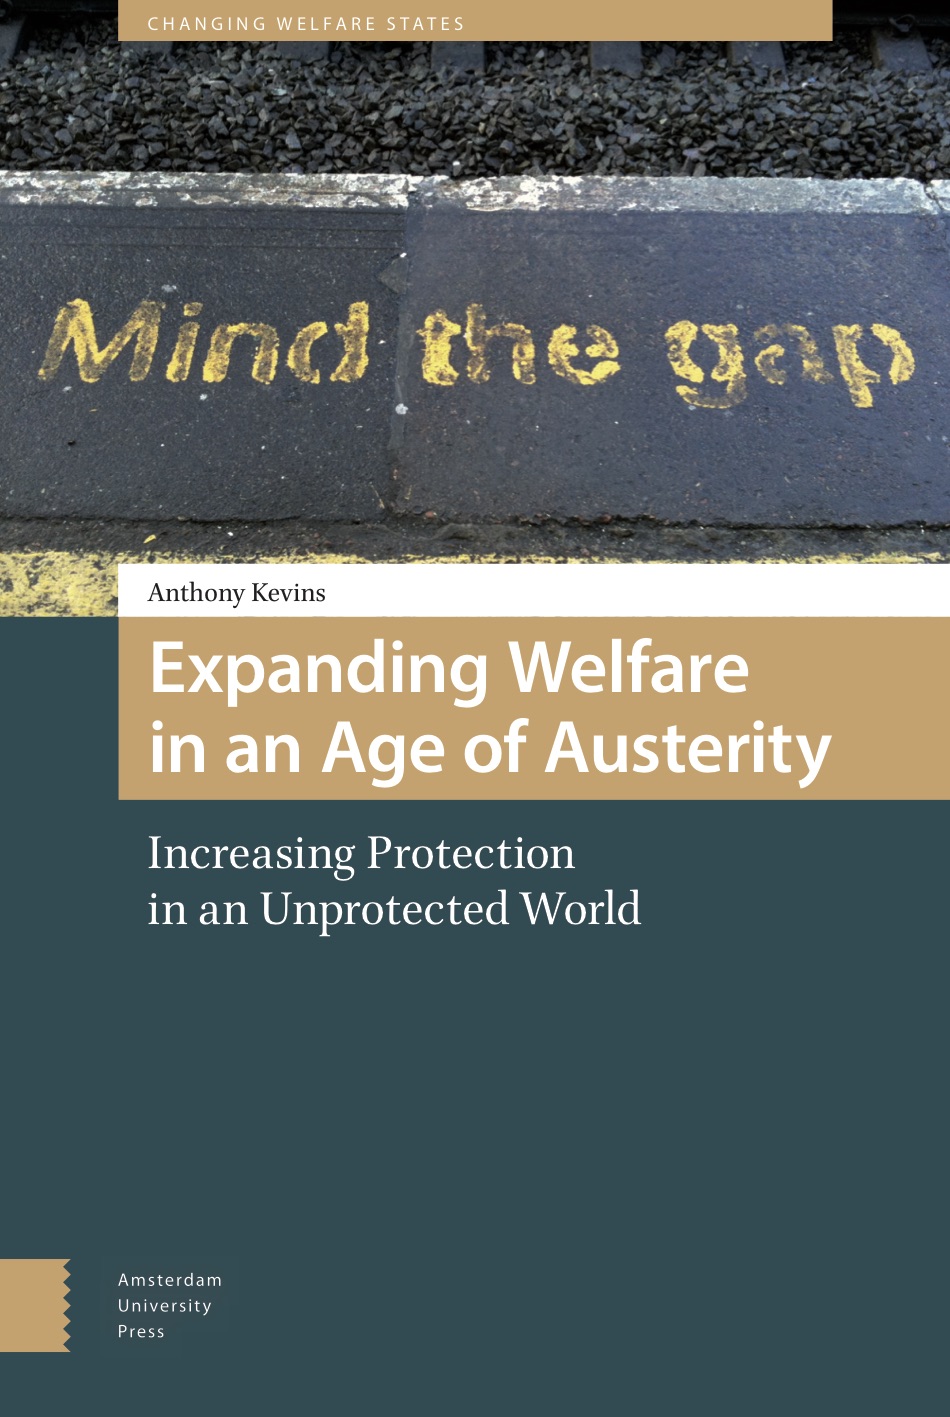 CHANGING WELFARE STATES
Mind the gap
Anthony Kevins
Expanding Welfare
in an Age of Austerity
Increasing Protection
in an Unprotected World
Amsterdam
University
Press